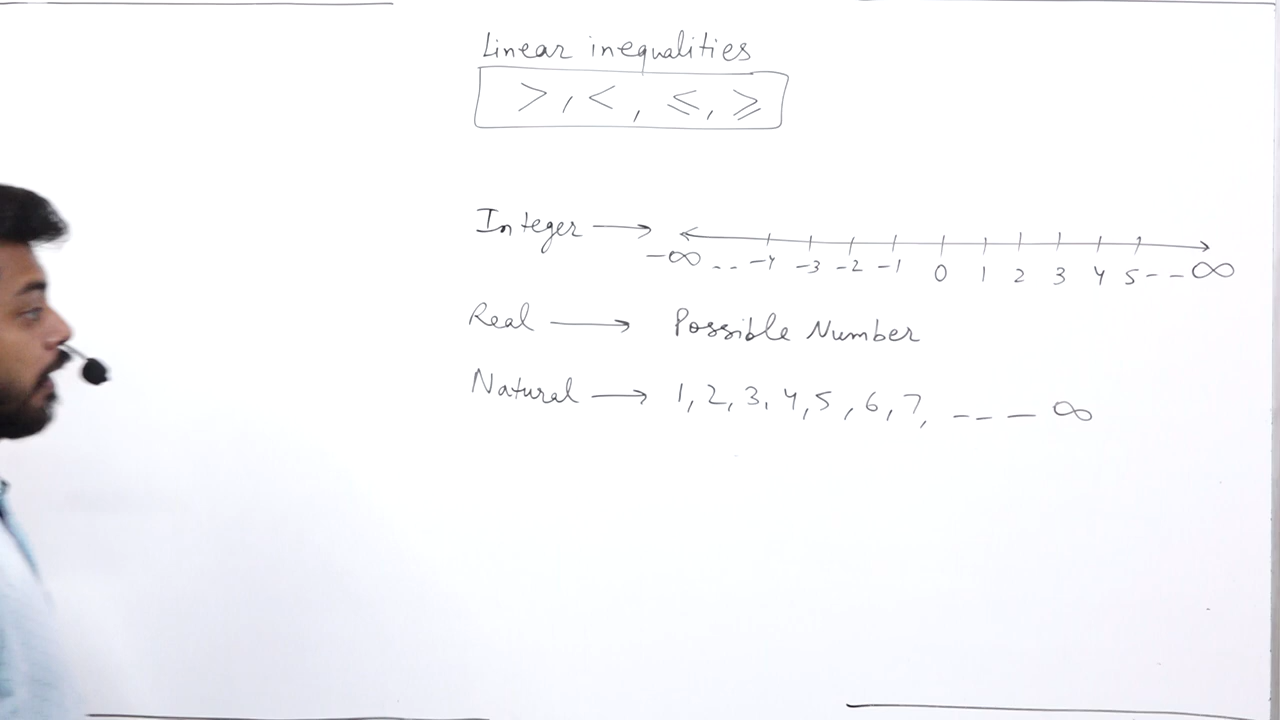 Linear inequalities
>, <, ≤, ≥
Integer → -∞ -- -4 -3 -2 -1 0 1 2 3 4 5 -- ∞
Real → Possible Number
Natural → 1, 2, 3, 4, 5, 6, 7, --- ∞